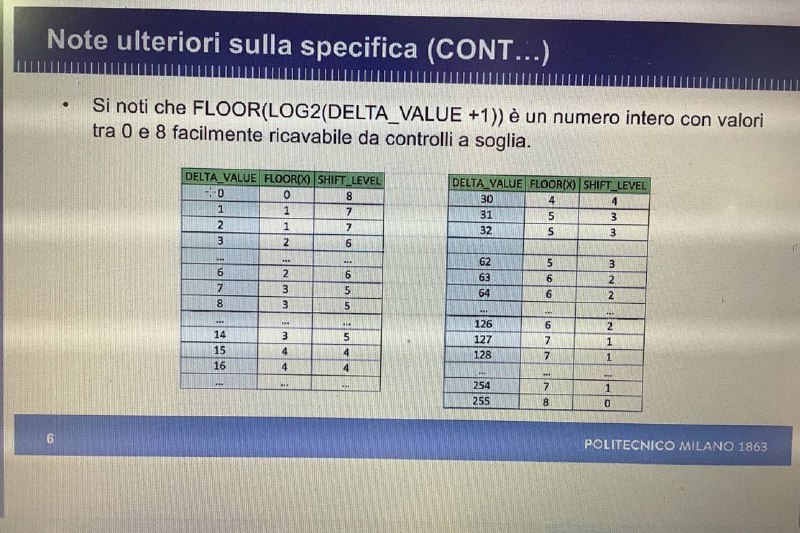 Note ulteriori sulla specifica (CONT...)
• Si noti che FLOOR(LOG2(DELTA_VALUE +1)) è un numero intero con valori
tra 0 e 8 facilmente ricavabile da controlli a soglia.
DELTA_VALUE FLOOR(X) SHIFT_LEVEL
0 0 8
1 1 7
2 1 7
3 2 6
... ... ...
6 2 6
7 3 5
8 3 5
... ... ...
14 3 5
15 4 4
16 4 4
... ... ...
DELTA_VALUE FLOOR(X) SHIFT_LEVEL
30 4 4
31 5 3
32 5 3
62 5 3
63 6 2
64 6 2
... ... ...
126 6 2
127 7 1
128 7 1
... ... ...
254 7 1
255 8 0
6
POLITECNICO MILANO 1863